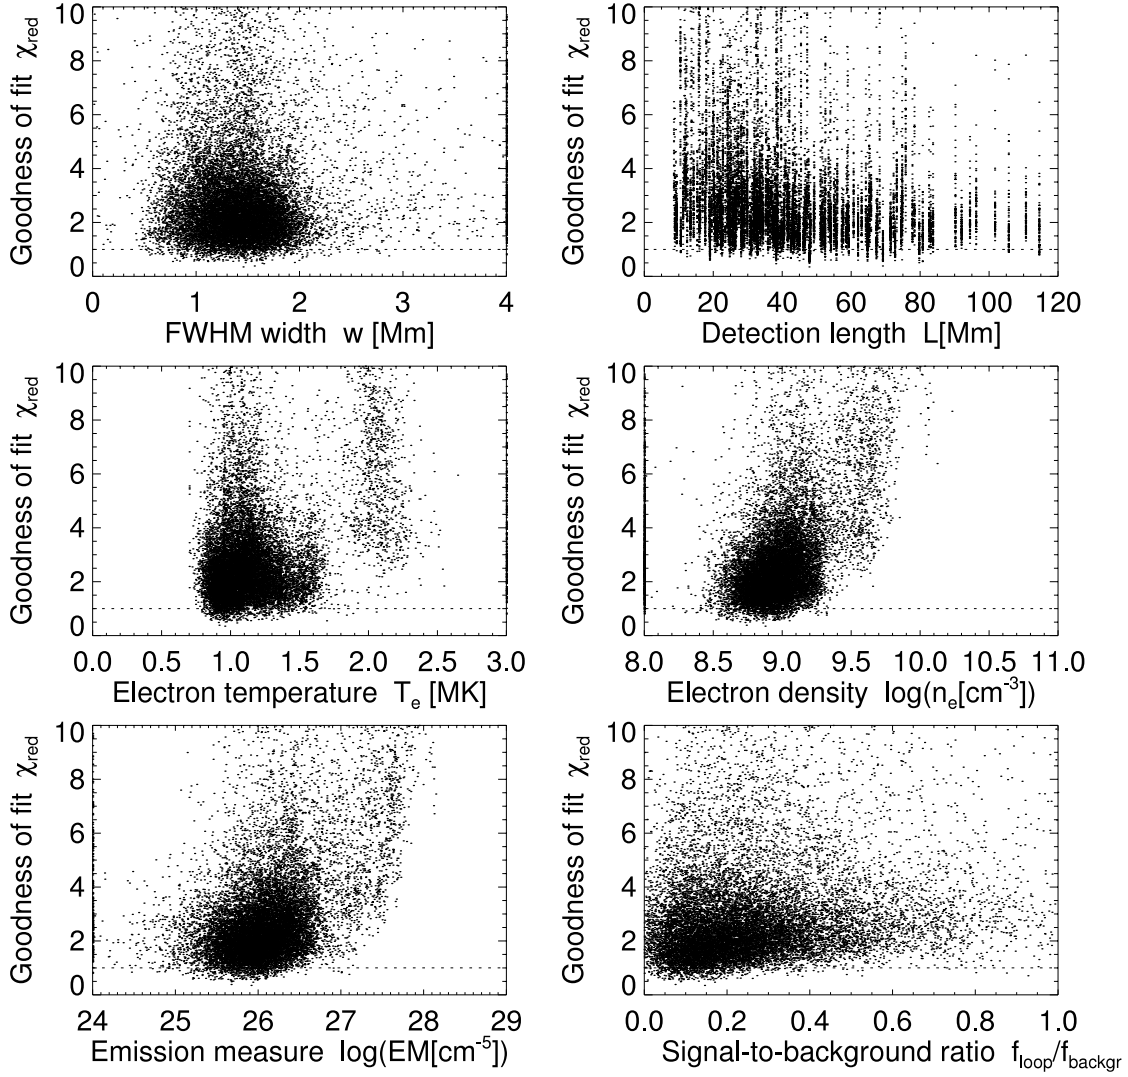 Goodness of fit χred
10
8
6
4
2
0
0 1 2 3 4
FWHM width w [Mm]
Goodness of fit χred
10
8
6
4
2
0
0 20 40 60 80 100 120
Detection length L[Mm]
Goodness of fit χred
10
8
6
4
2
0
0.0 0.5 1.0 1.5 2.0 2.5 3.0
Electron temperature Te [MK]
Goodness of fit χred
10
8
6
4
2
0
8.0 8.5 9.0 9.5 10.0 10.5 11.0
Electron density log(ne[cm-3])
Goodness of fit χred
10
8
6
4
2
0
24 25 26 27 28 29
Emission measure log(EM[cm-5])
Goodness of fit χred
10
8
6
4
2
0
0.0 0.2 0.4 0.6 0.8 1.0
Signal-to-background ratio floop/fbackgr